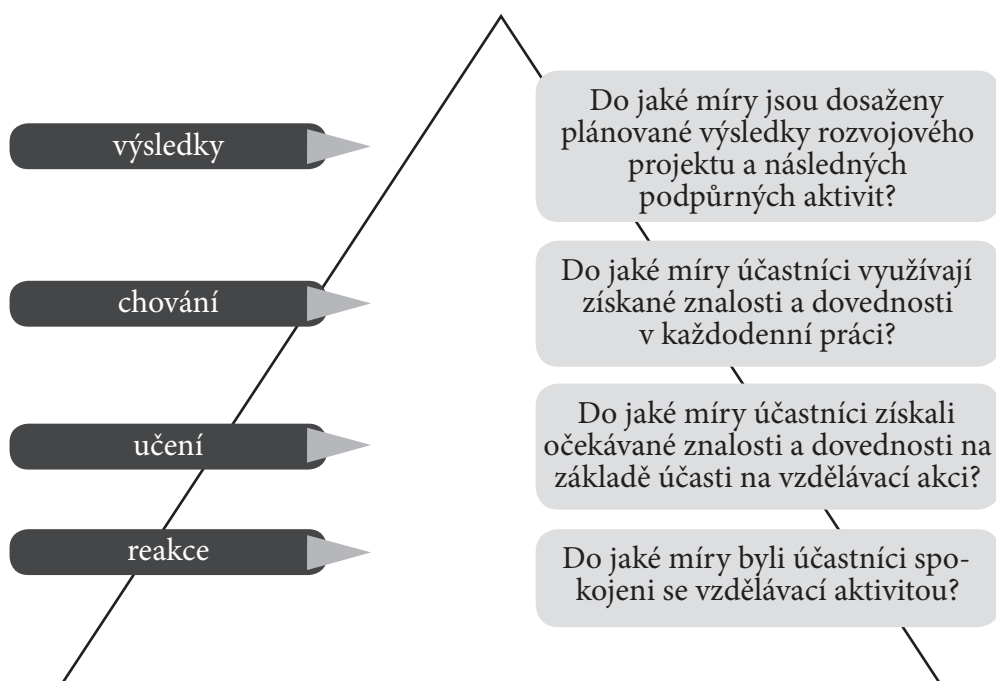 výsledky
Do jaké míry jsou dosaženy
plánované výsledky rozvojového
projektu a následných
podpůrných aktivit?
chování
Do jaké míry účastníci využívají
získané znalosti a dovednosti
v každodenní práci?
učení
Do jaké míry účastníci získali
očekávané znalosti a dovednosti na
základě účasti na vzdělávací akci?
reakce
Do jaké míry byli účastníci spo-
kojeni se vzdělávací aktivitou?